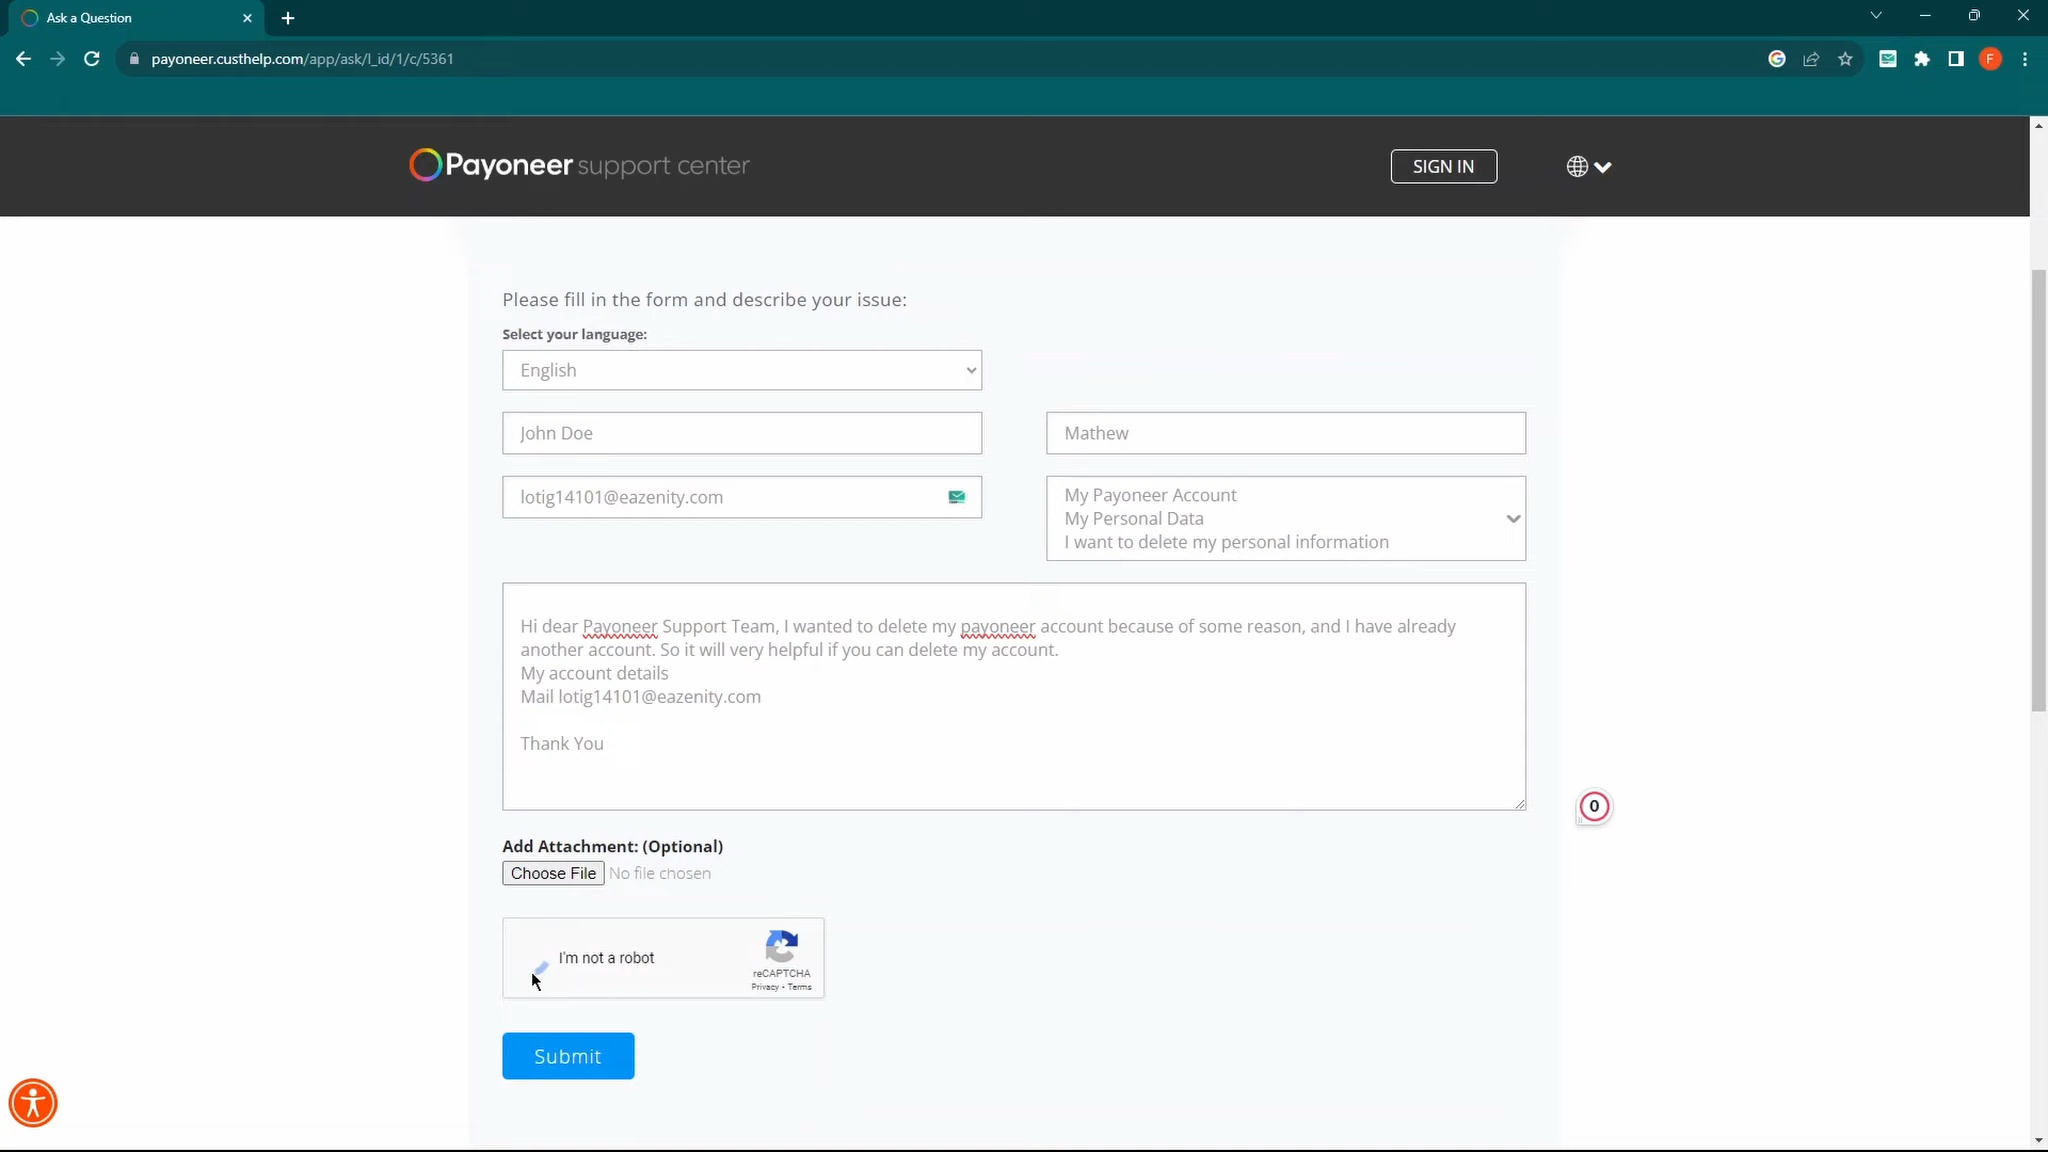 Ask a Question
payoneer.custhelp.com/app/ask/l_id/1/c/5361
F
Payoneer support center
SIGN IN
Please fill in the form and describe your issue:
Select your language:
English
John Doe
Mathew
lotig14101@eazenity.com
My Payoneer Account
My Personal Data
I want to delete my personal information
Hi dear Payoneer Support Team, I wanted to delete my payoneer account because of some reason, and I have already
another account. So it will very helpful if you can delete my account.
My account details
Mail lotig14101@eazenity.com
Thank You
0
Add Attachment: (Optional)
Choose File No file chosen
I'm not a robot
reCAPTCHA
Privacy - Terms
Submit